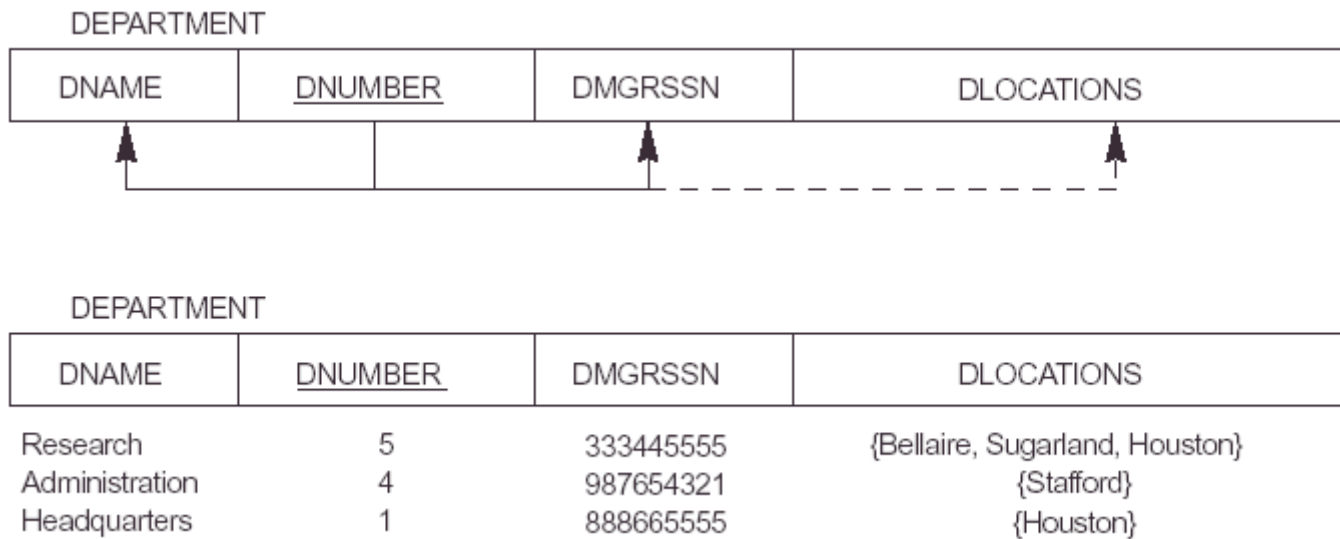 DEPARTMENT
DNAME DNUMBER DMGRSSN DLOCATIONS
DEPARTMENT
DNAME DNUMBER DMGRSSN DLOCATIONS
Research 5 333445555 {Bellaire, Sugarland, Houston}
Administration 4 987654321 {Stafford}
Headquarters 1 888665555 {Houston}